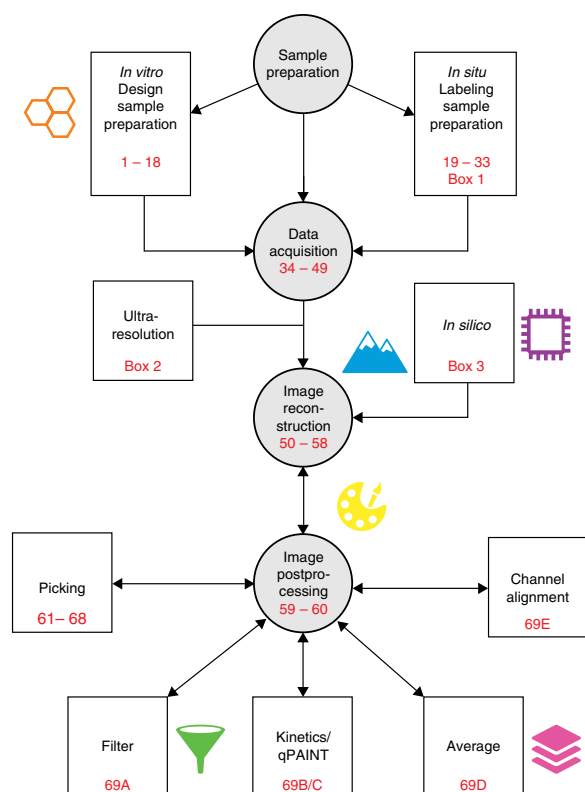 Sample
preparation
In vitro
Design
sample
preparation
1 – 18
In situ
Labeling
sample
preparation
19 – 33
Box 1
Data
acquisition
34 – 49
Ultra-
resolution
Box 2
In silico
Box 3
Image
recon-
struction
50 – 58
Image
postpro-
cessing
59 – 60
Picking
61– 68
Channel
alignment
69E
Filter
69A
Kinetics/
qPAINT
69B/C
Average
69D